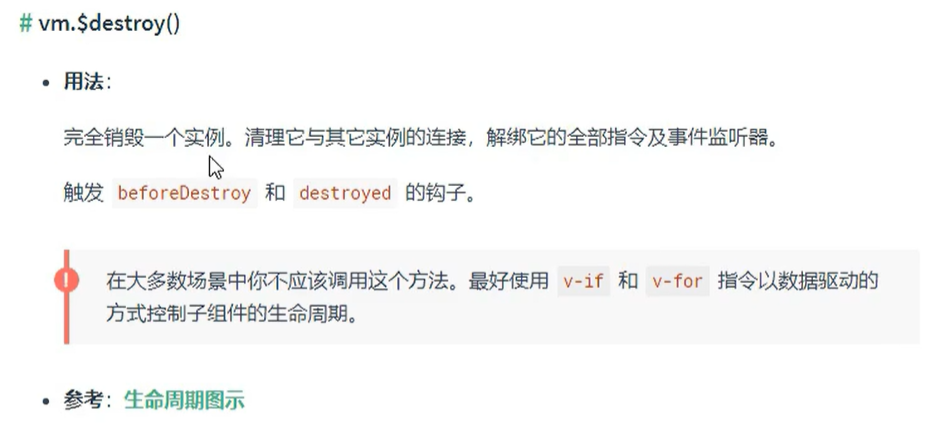 # vm.$destroy()
• 用法：
完全销毁一个实例。清理它与其它实例的连接，解绑它的全部指令及事件监听器。
触发 beforeDestroy 和 destroyed 的钩子。
! 在大多数场景中你不应该调用这个方法。最好使用 v-if 和 v-for 指令以数据驱动的
方式控制子组件的生命周期。
• 参考：生命周期图示